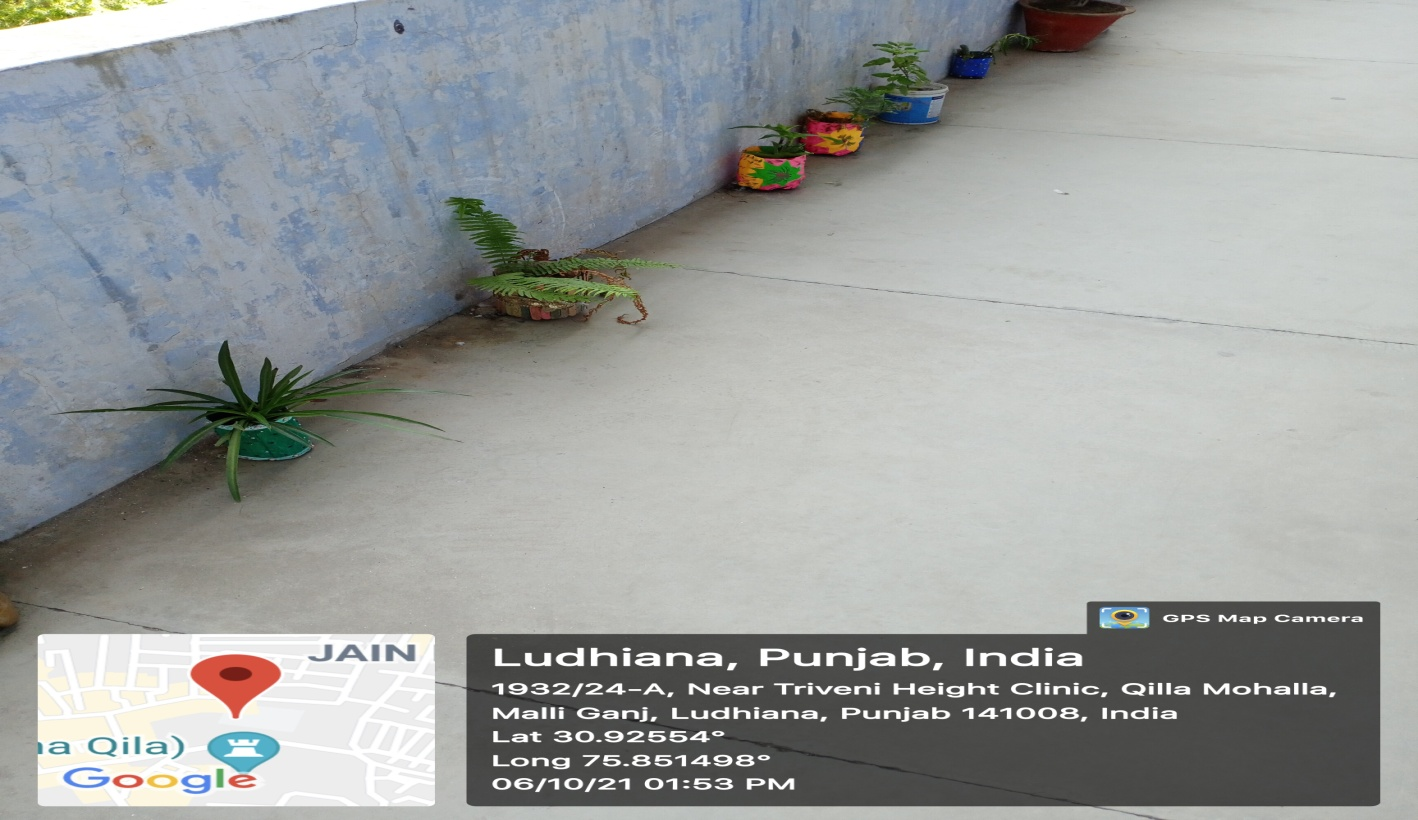 GPS Map Camera
JAIN
na Qila)
Google
Ludhiana, Punjab, India
1932/24-A, Near Triveni Height Clinic, Qilla Mohalla,
Malli Ganj, Ludhiana, Punjab 141008, India
Lat 30.92554°
Long 75.851498°
06/10/21 01:53 PM